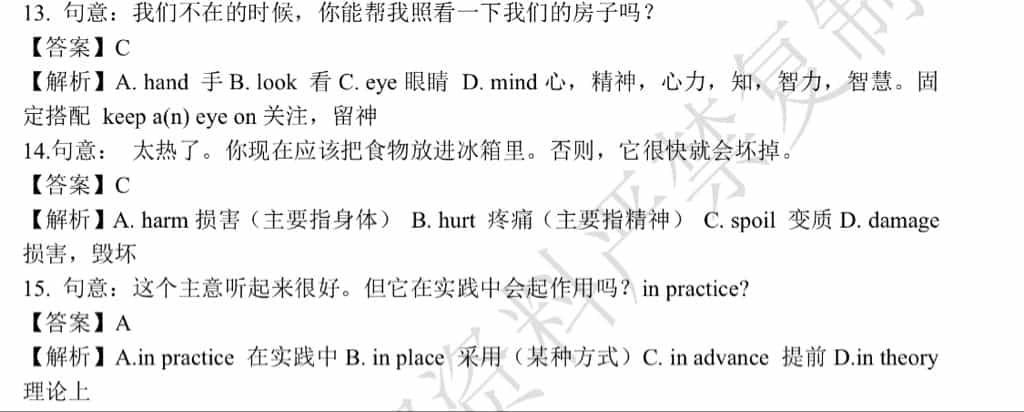 13. 句意：我们不在的时候，你能帮我照看一下我们的房子吗？
【答案】C
【解析】A. hand 手 B. look 看 C. eye 眼睛 D. mind 心，精神，心力，知，智力，智慧。固
定搭配 keep a(n) eye on 关注，留神
14.句意： 太热了。你现在应该把食物放进冰箱里。否则，它很快就会坏掉。
【答案】C
【解析】A. harm 损害（主要指身体） B. hurt 疼痛（主要指精神） C. spoil 变质 D. damage
损害，毁坏
15. 句意：这个主意听起来很好。但它在实践中会起作用吗？in practice?
【答案】A
【解析】A.in practice 在实践中 B. in place 采用（某种方式）C. in advance 提前 D.in theory
理论上
资料严禁复制